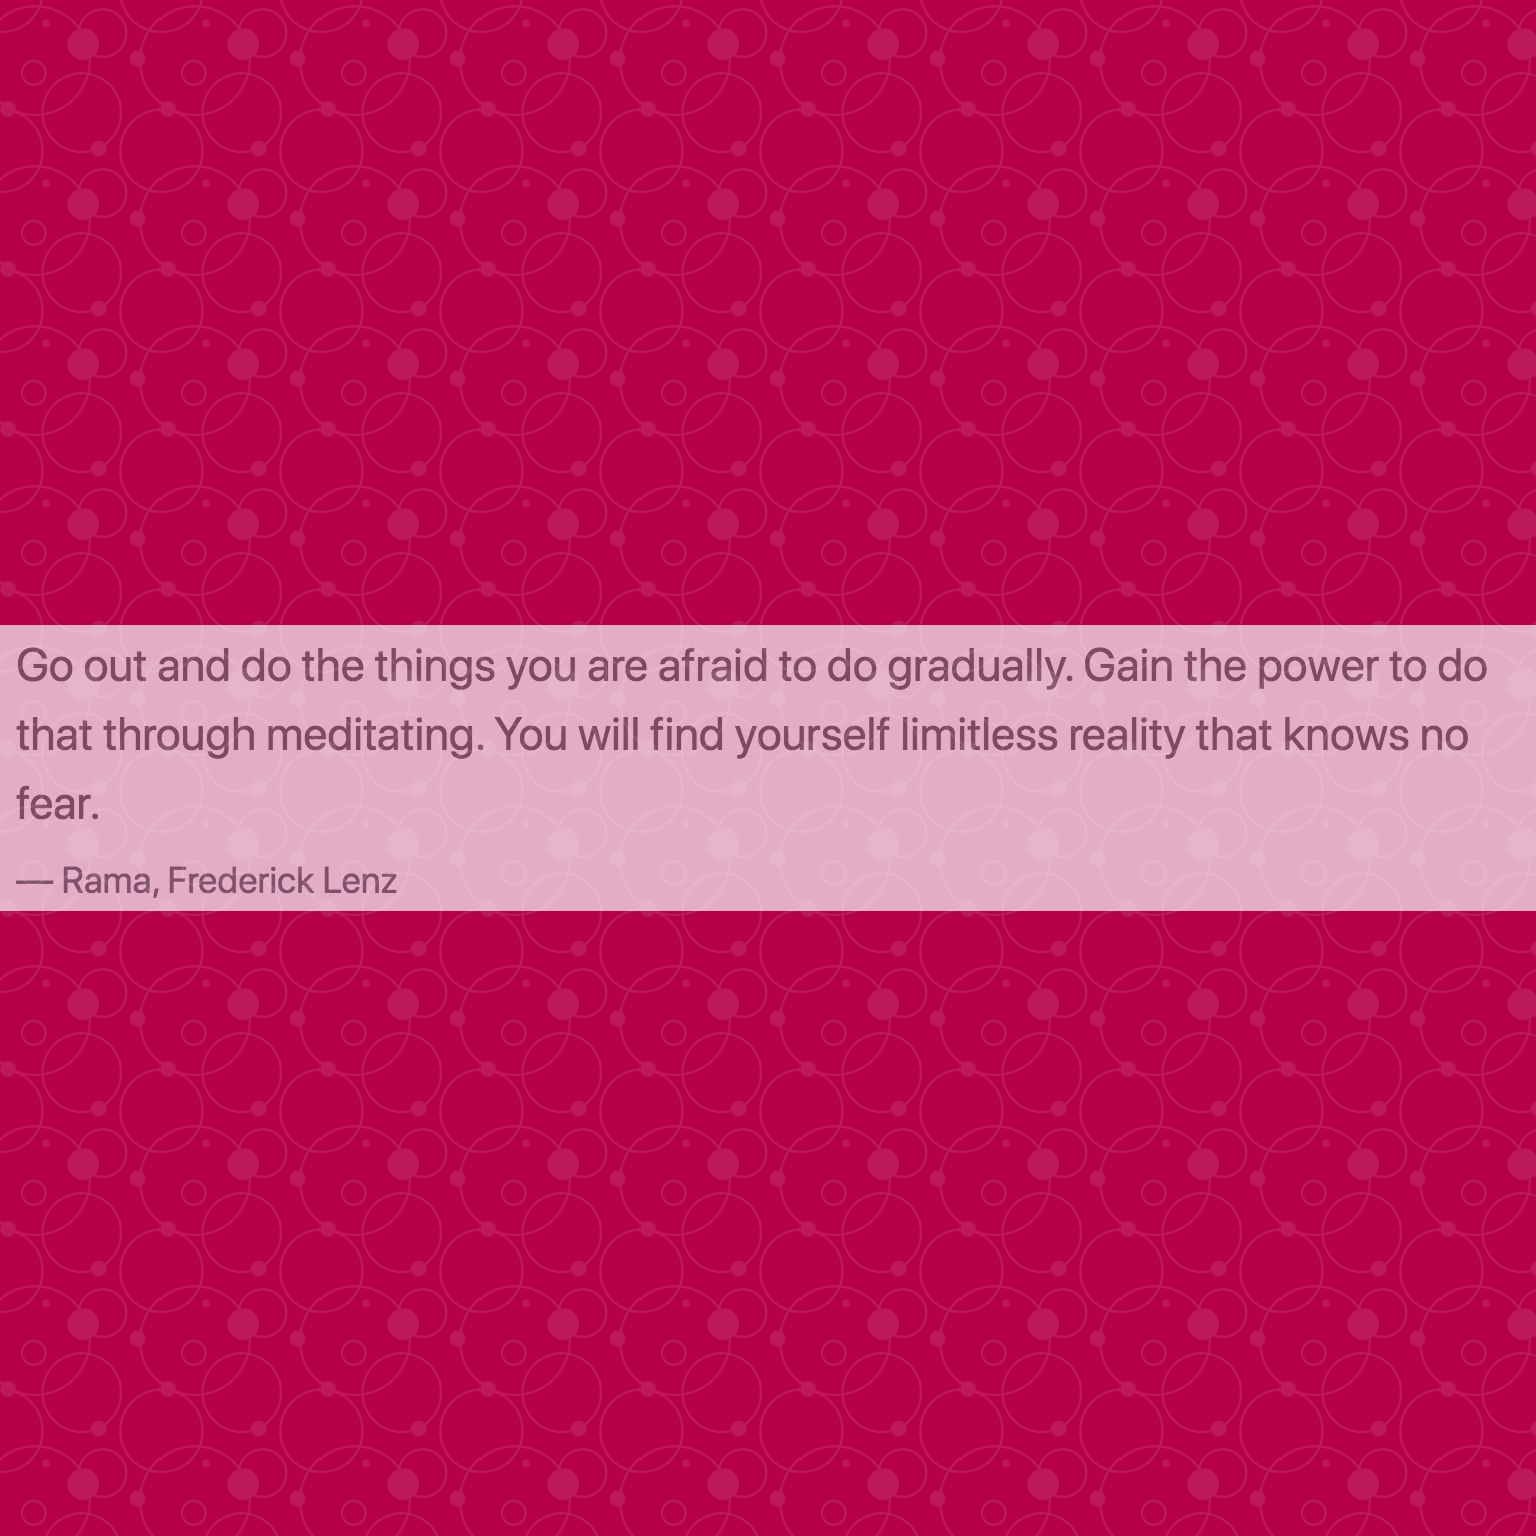 Go out and do the things you are afraid to do gradually. Gain the power to do
that through meditating. You will find yourself limitless reality that knows no
fear.
— Rama, Frederick Lenz